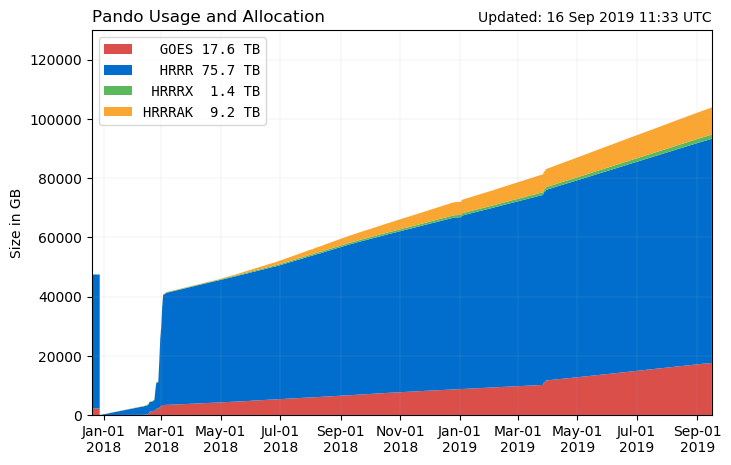 Pando Usage and Allocation
Updated: 16 Sep 2019 11:33 UTC
GOES 17.6 TB
HRRR 75.7 TB
HRRRX 1.4 TB
HRRRAK 9.2 TB
Size in GB
120000
100000
80000
60000
40000
20000
0
Jan-01 Mar-01 May-01 Jul-01 Sep-01 Nov-01 Jan-01 Mar-01 May-01 Jul-01 Sep-01
2018 2018 2018 2018 2018 2018 2019 2019 2019 2019 2019